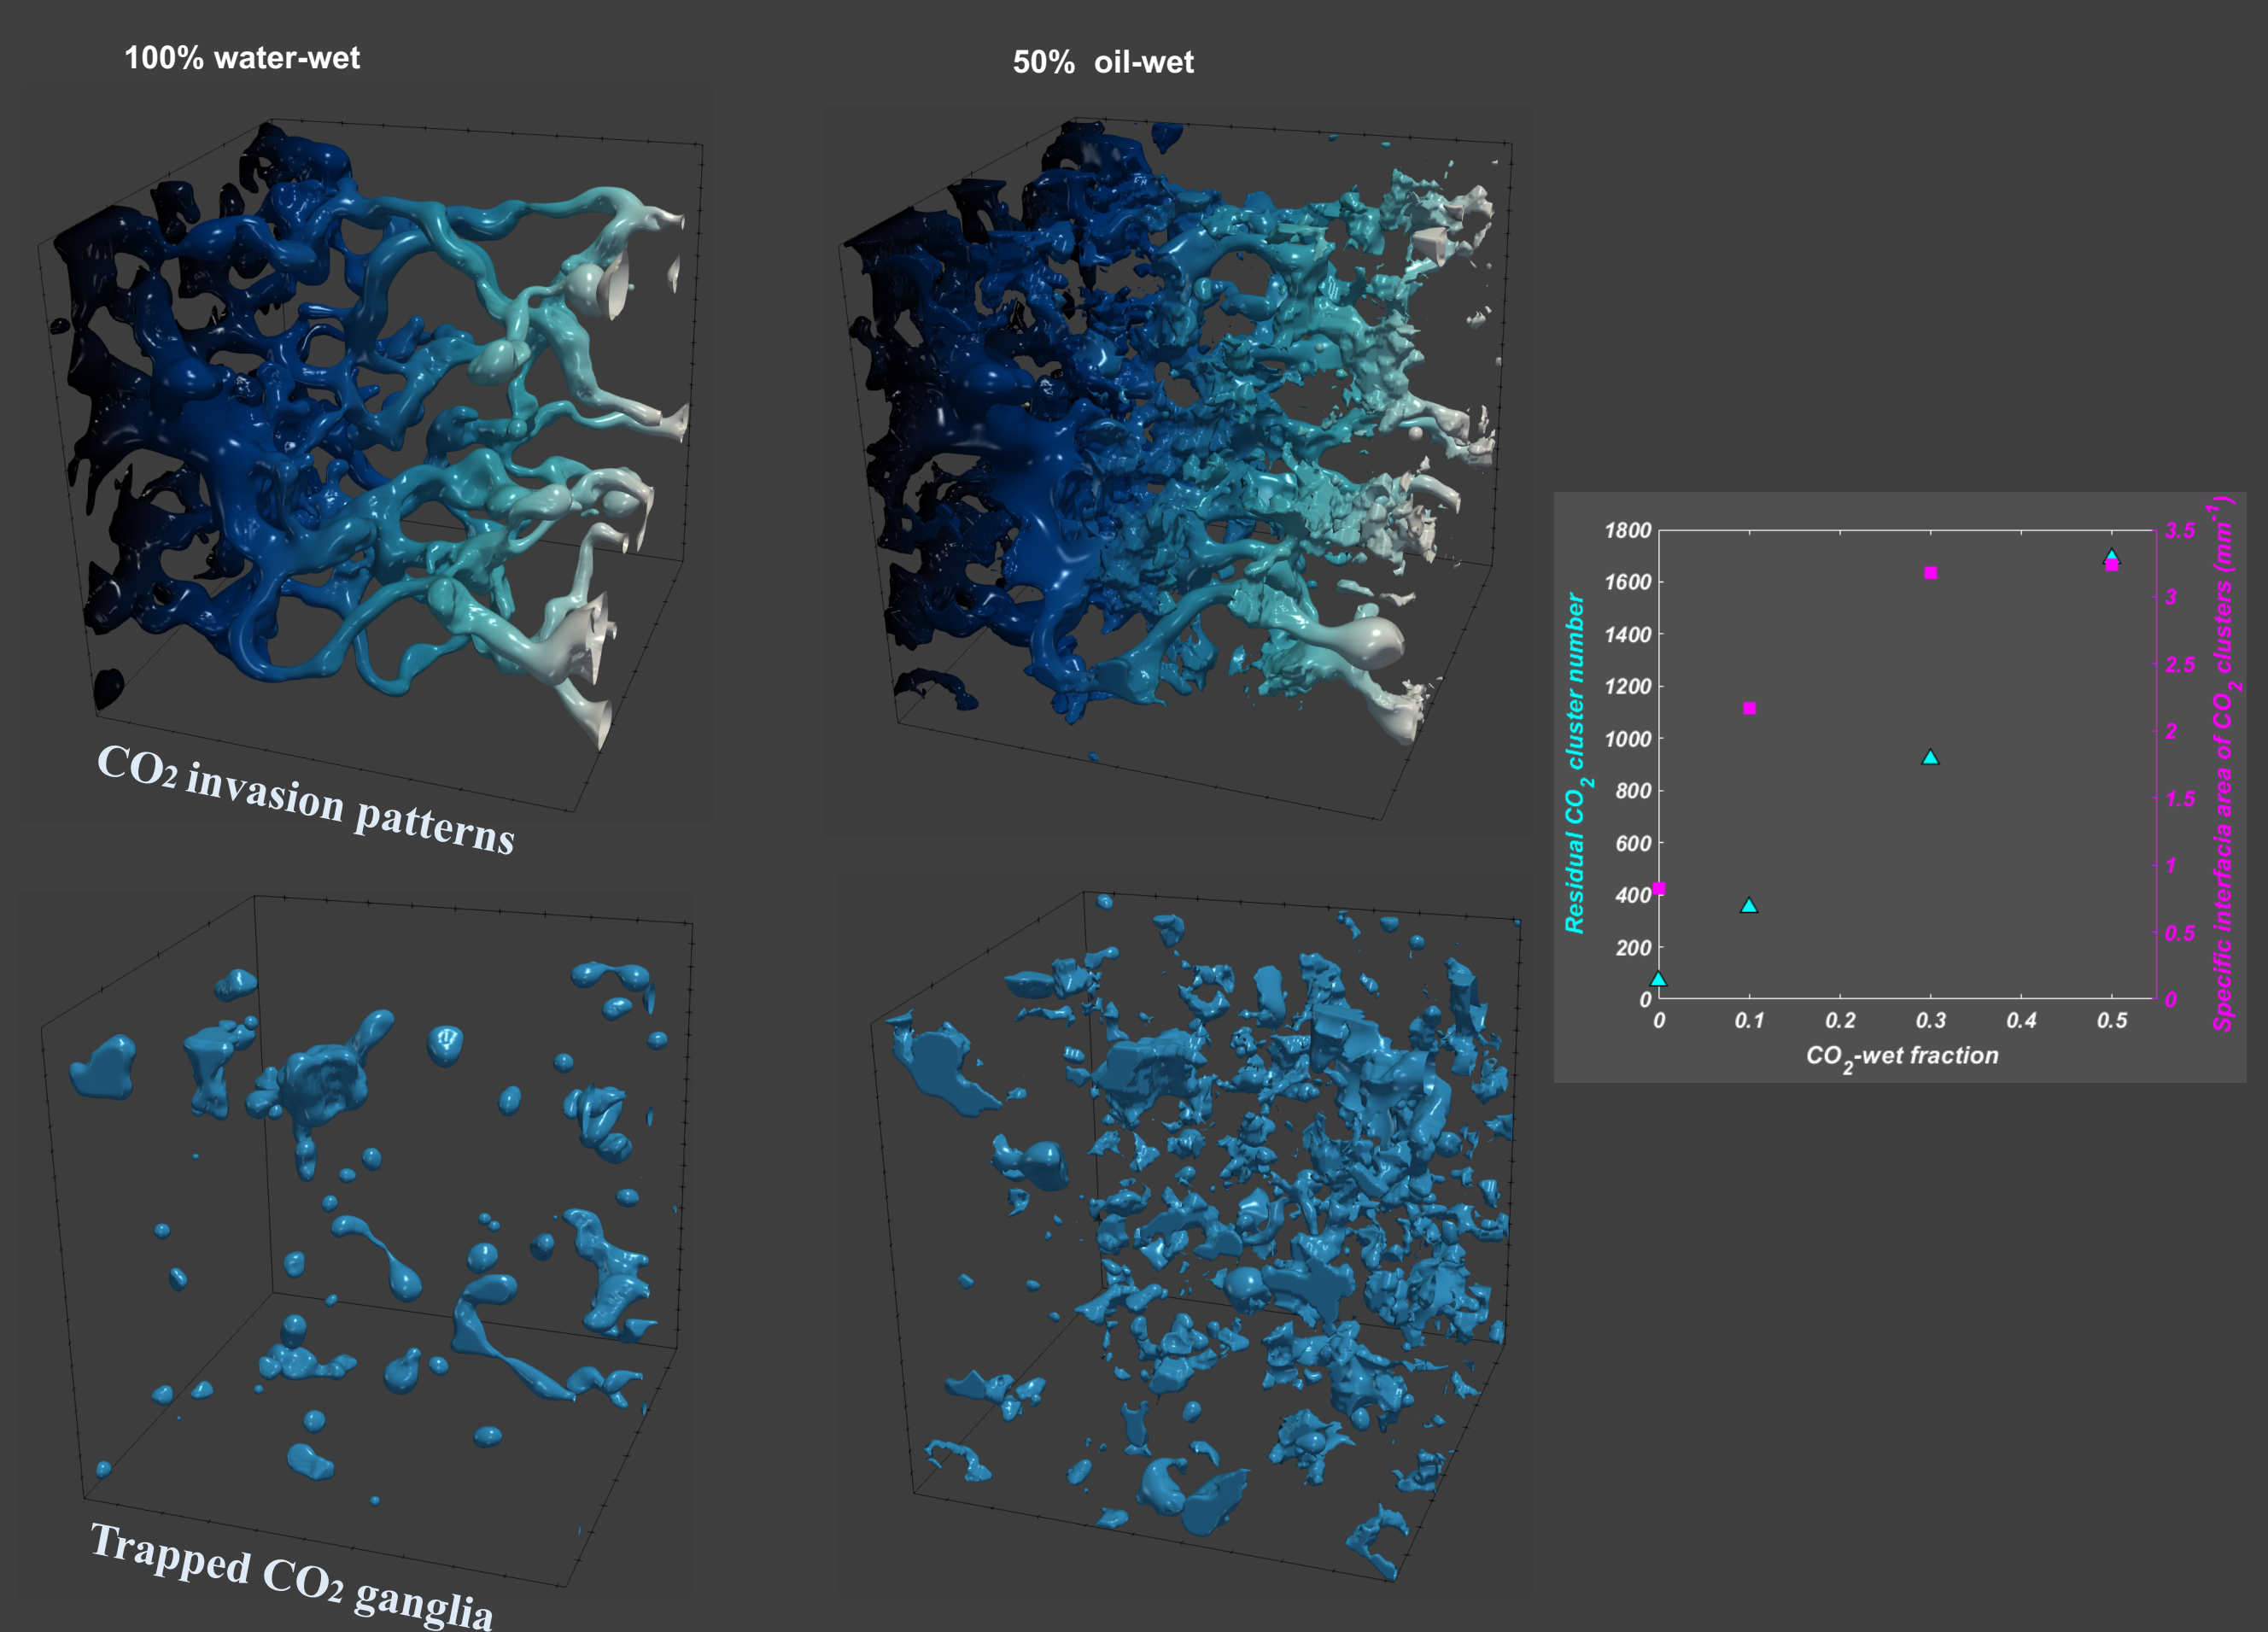 100% water-wet
50% oil-wet
CO2 invasion patterns
Trapped CO2 ganglia
Residual CO2 cluster number
1800
1600
1400
1200
1000
800
600
400
200
0
0 0.1 0.2 0.3 0.4 0.5
CO2-wet fraction
3.5
3
2.5
2
1.5
1
0.5
0
Specific interfacia area of CO2 clusters (mm-1)